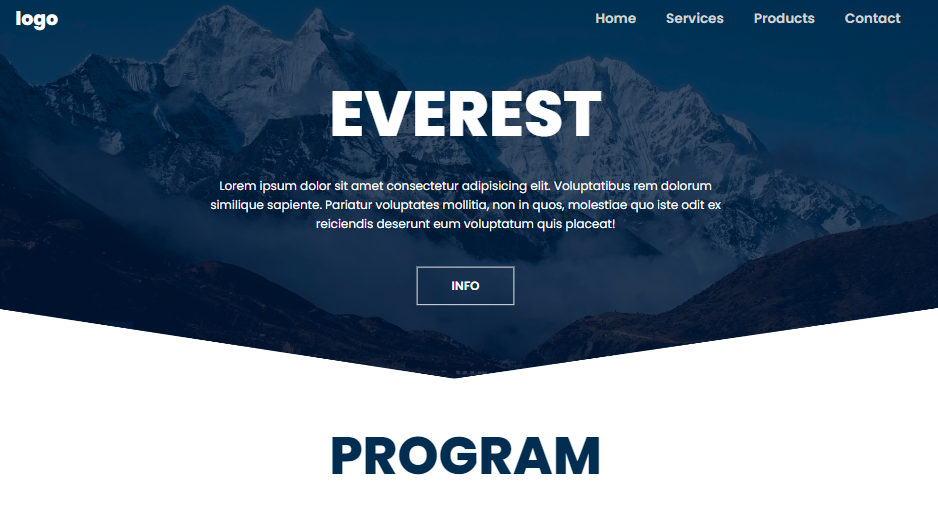 logo
Home Services Products Contact
EVEREST
Lorem ipsum dolor sit amet consectetur adipisicing elit. Voluptatibus rem dolorum
similique sapiente. Pariatur voluptates mollitia, non in quos, molestiae quo iste odit ex
reiciendis deserunt eum voluptatum quis placeat!
INFO
PROGRAM